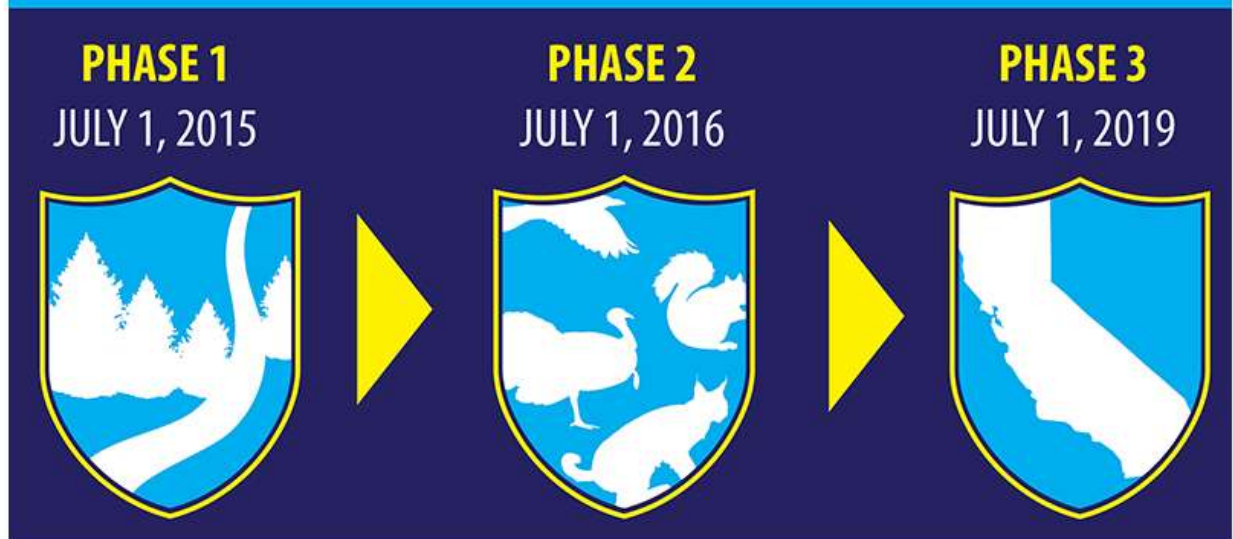 PHASE 1
JULY 1, 2015
PHASE 2
JULY 1, 2016
PHASE 3
JULY 1, 2019